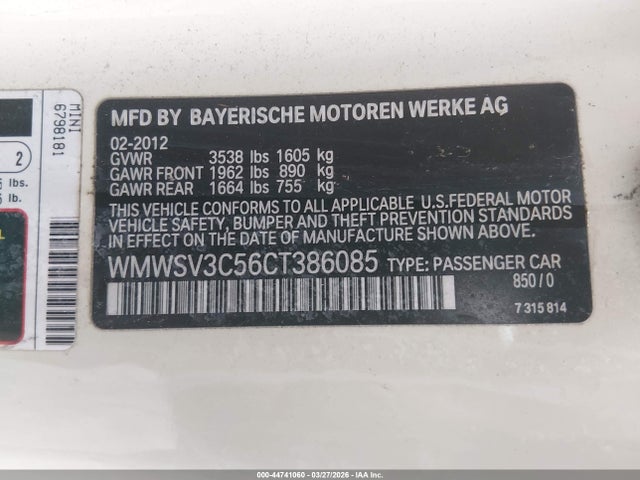 MFD BY BAYERISCHE MOTOREN WERKE AG
02-2012
GVWR 3538 lbs 1605 kg
GAWR FRONT 1962 lbs 890 kg
GAWR REAR 1664 lbs 755 kg
THIS VEHICLE CONFORMS TO ALL APPLICABLE U.S.FEDERAL MOTOR
VEHICLE SAFETY, BUMPER AND THEFT PREVENTION STANDARDS
IN EFFECT ON THE DATE OF MANUFACTURE SHOWN ABOVE.
WMWSV3C56CT386085 TYPE: PASSENGER CAR
850/0
7 315 814
MINI
6798181
2
lbs.
lb.
000-44741060 03/27/2026 IAA Inc.